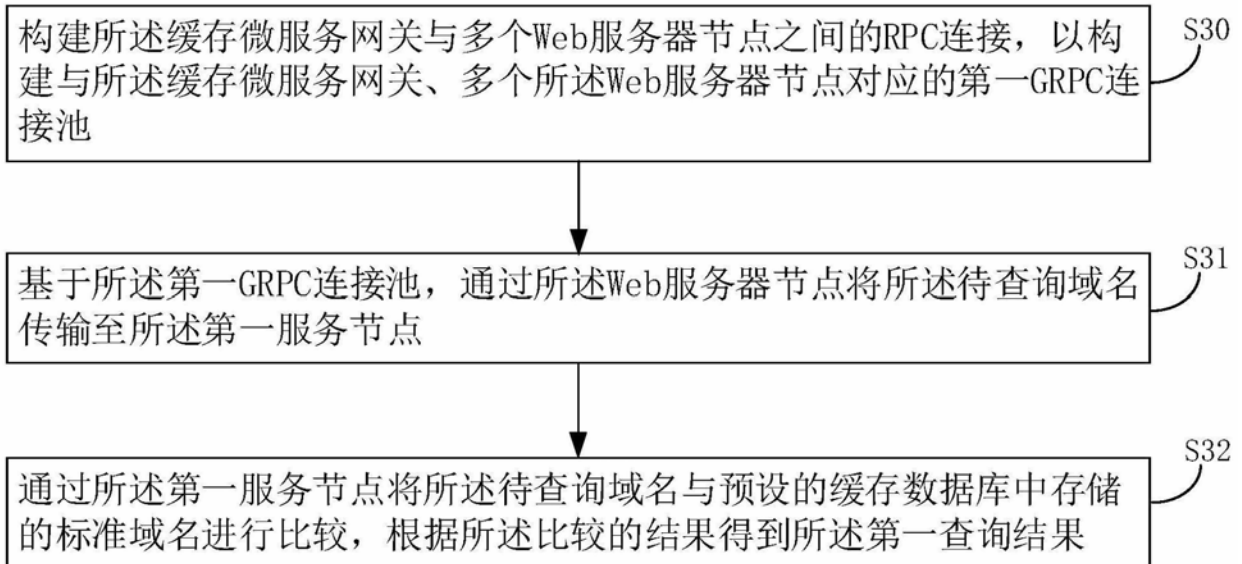 构建所述缓存微服务网关与多个Web服务器节点之间的RPC连接，以构
建与所述缓存微服务网关、多个所述Web服务器节点对应的第一GRPC连
接池
S30
基于所述第一GRPC连接池，通过所述Web服务器节点将所述待查询域名
传输至所述第一服务节点
S31
通过所述第一服务节点将所述待查询域名与预设的缓存数据库中存储
的标准域名进行比较，根据所述比较的结果得到所述第一查询结果
S32